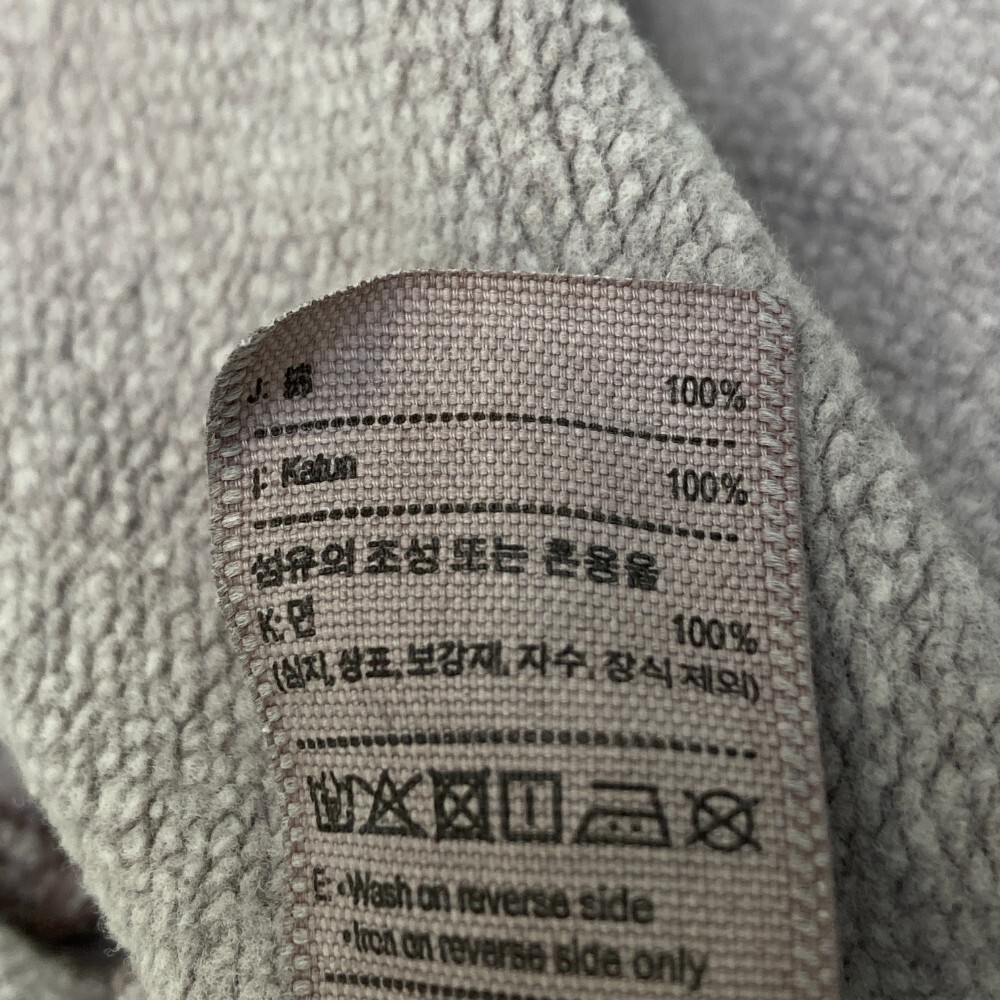 J: 綿 100%
I: Katun 100%
섬유의 조성 또는 혼용율
K: 면 100%
(심지, 상표, 보강재, 자수, 장식 제외)
E: •Wash on reverse side
•Iron on reverse side only